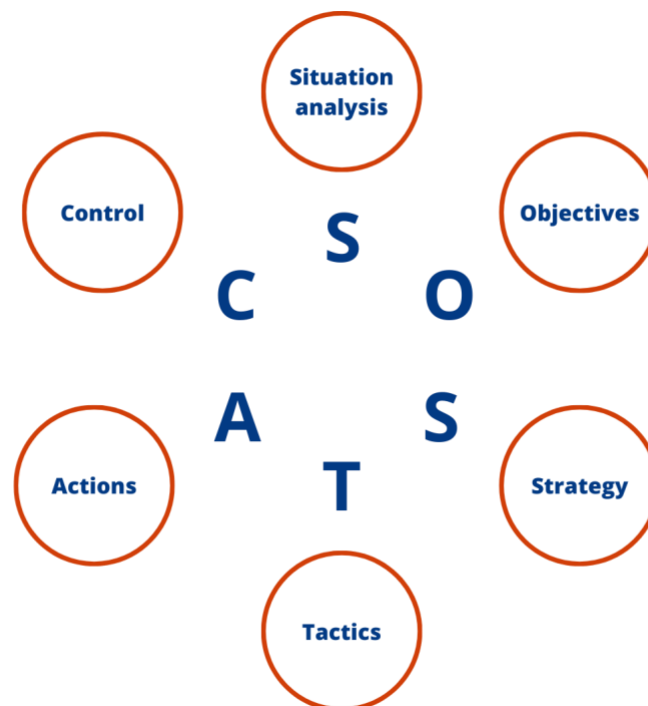 Situation
analysis
Control
Objectives
S
C
O
A
S
T
Actions
Strategy
Tactics